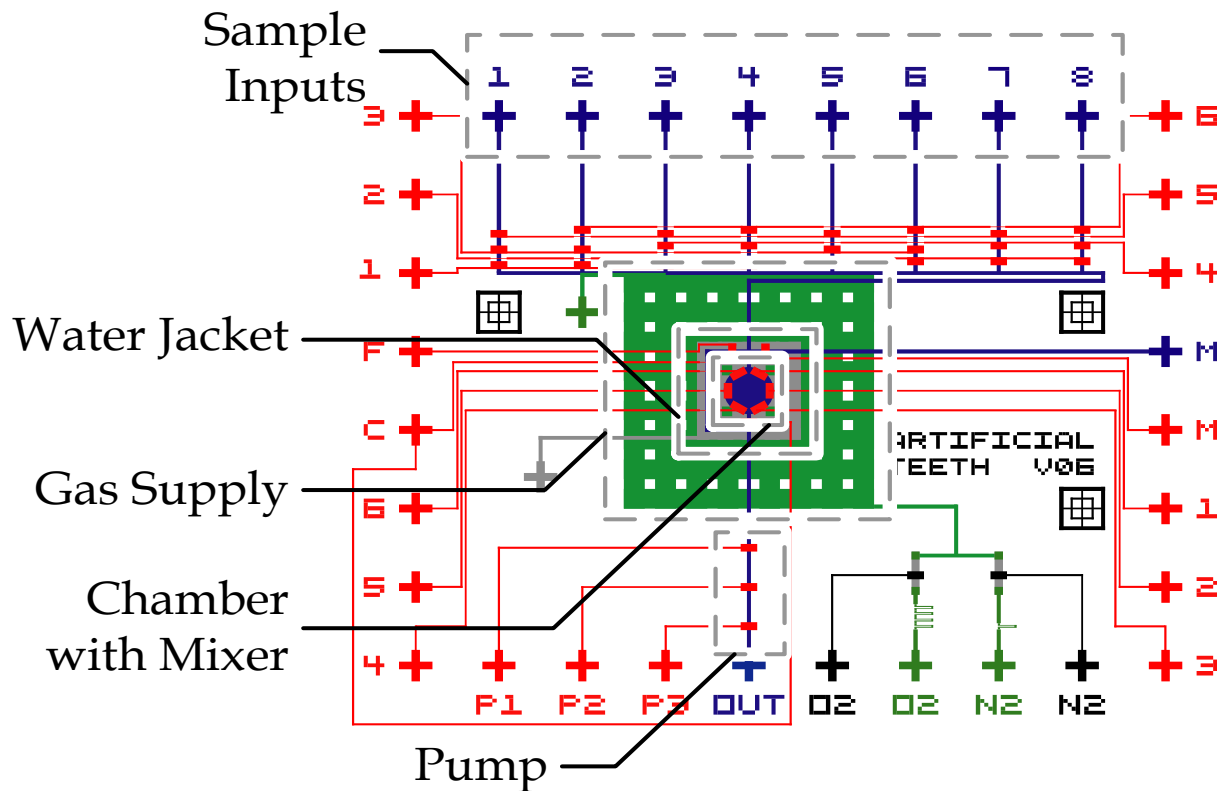 Sample
Inputs
1 2 3 4 5 6 7 8
3 6
2 5
1 4
Water Jacket
F M
C M
ARTIFICIAL
TEETH V06
Gas Supply
6 1
5 2
Chamber
with Mixer
4 3
P1 P2 P3 OUT O2 O2 N2 N2
Pump